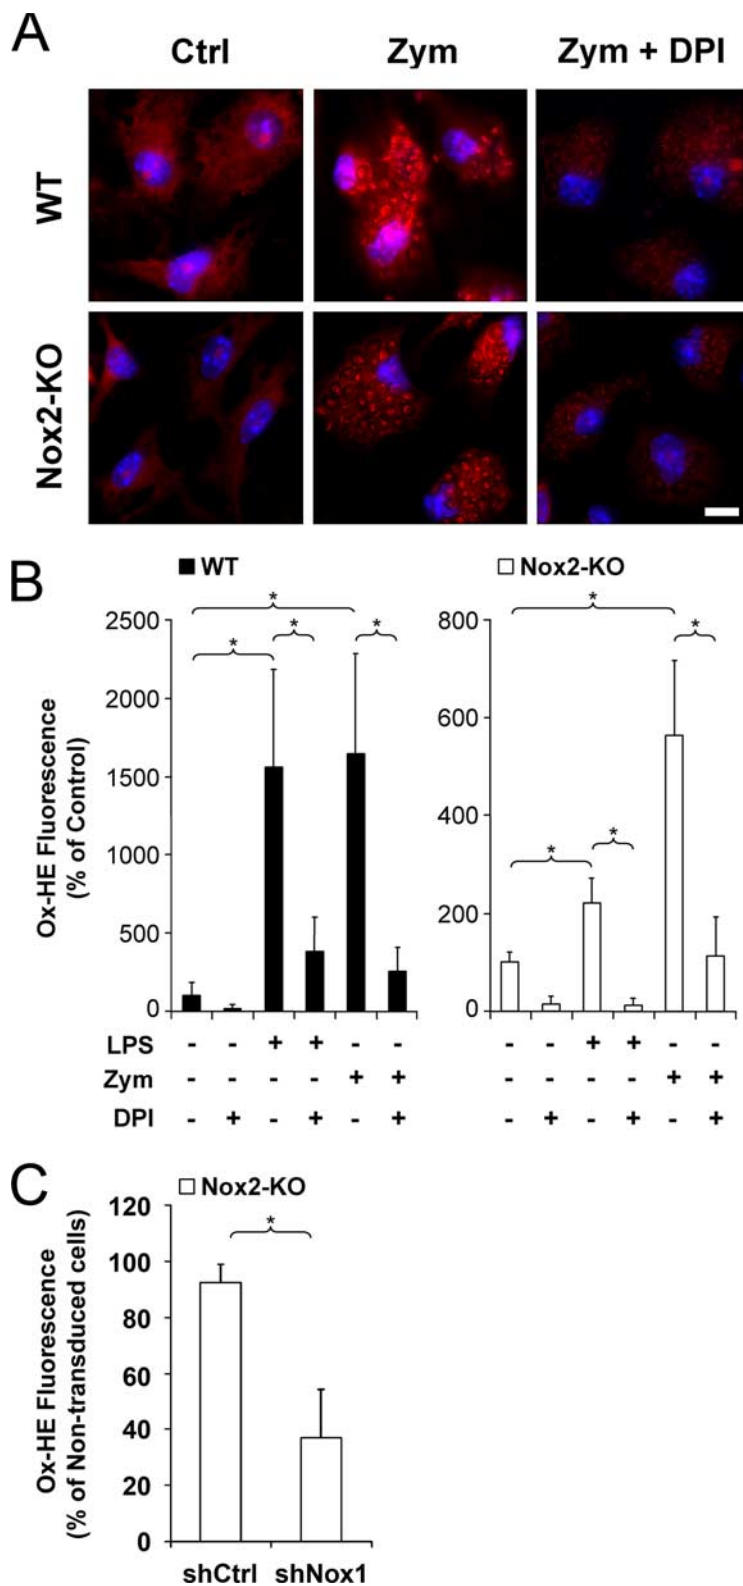 A
Ctrl Zym Zym + DPI
WT
Nox2-KO
B
WT Nox2-KO
Ox-HE Fluorescence
(% of Control)
2500
2000
1500
1000
500
0
* * * *
800
600
400
200
0
* * * *
LPS - - + + - - - - + + - -
Zym - - - - + + - - - - + +
DPI - + - + - + - + - + - +
C
Nox2-KO
Ox-HE Fluorescence
(% of Non-transduced cells)
120
100
80
60
40
20
0
*
shCtrl shNox1